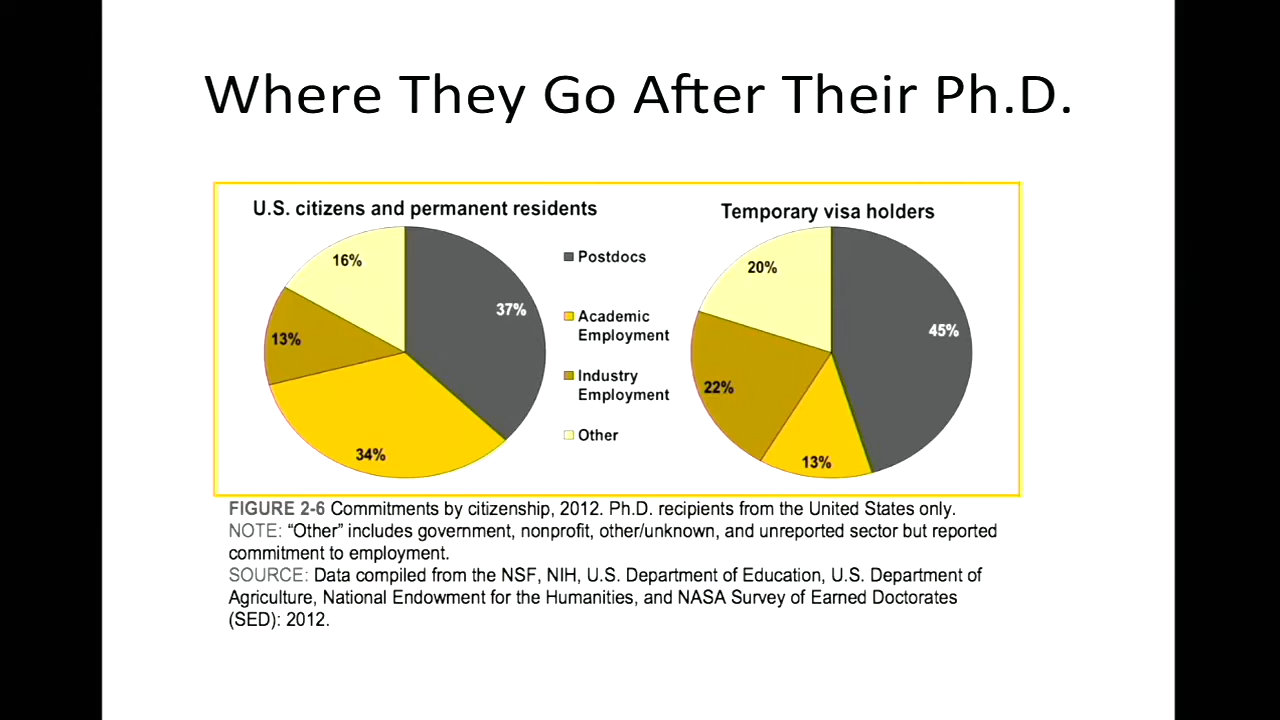 Where They Go After Their Ph.D.
U.S. citizens and permanent residents
16%
37%
13%
34%
Postdocs
Academic
Employment
Industry
Employment
Other
Temporary visa holders
20%
45%
22%
13%
FIGURE 2-6 Commitments by citizenship, 2012. Ph.D. recipients from the United States only.
NOTE: “Other” includes government, nonprofit, other/unknown, and unreported sector but reported
commitment to employment.
SOURCE: Data compiled from the NSF, NIH, U.S. Department of Education, U.S. Department of
Agriculture, National Endowment for the Humanities, and NASA Survey of Earned Doctorates
(SED): 2012.